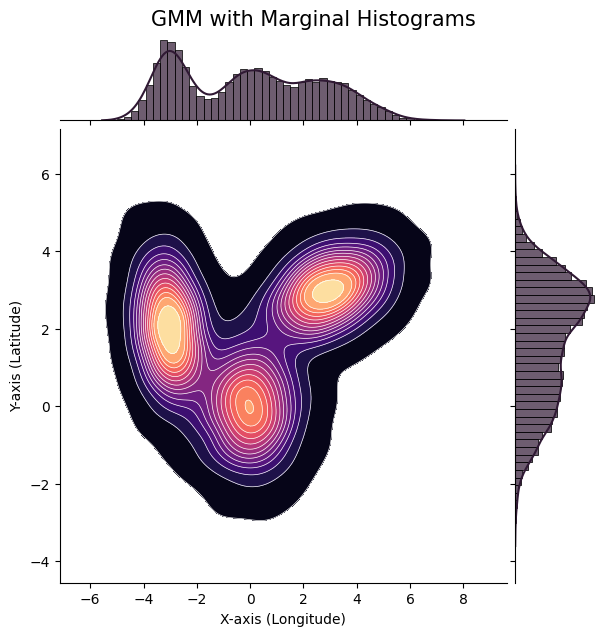 GMM with Marginal Histograms
6
4
2
0
−2
−4
Y-axis (Latitude)
−6 −4 −2 0 2 4 6 8
X-axis (Longitude)